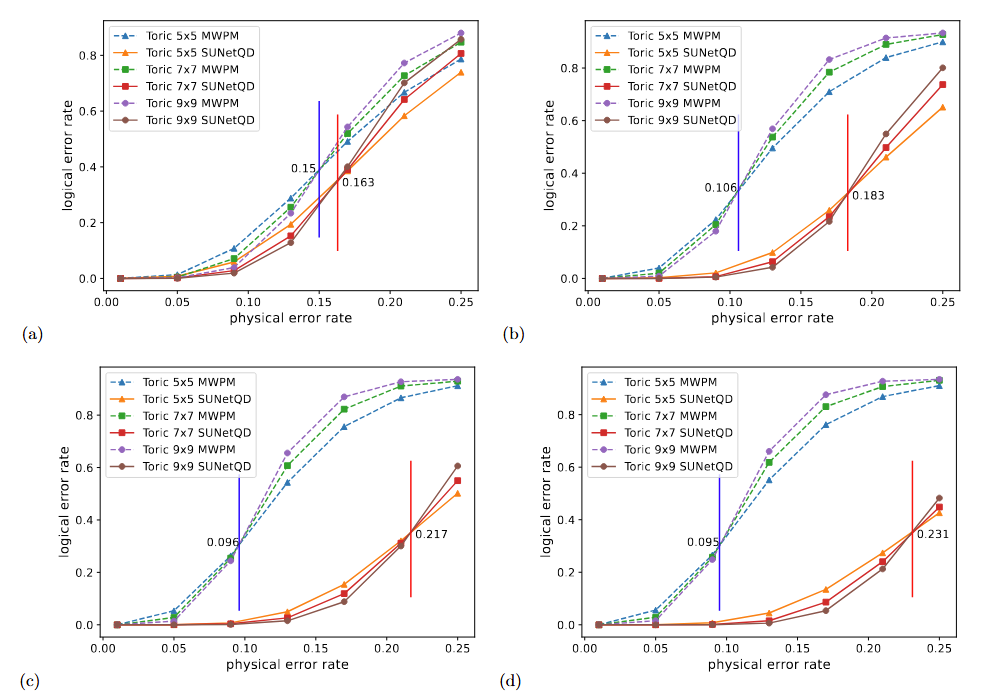 Toric 5x5 MWPM
Toric 5x5 SUNetQD
Toric 7x7 MWPM
Toric 7x7 SUNetQD
Toric 9x9 MWPM
Toric 9x9 SUNetQD
0.15
0.163
0.8
0.6
0.4
0.2
0.0
logical error rate
0.00 0.05 0.10 0.15 0.20 0.25
physical error rate
(a)
Toric 5x5 MWPM
Toric 5x5 SUNetQD
Toric 7x7 MWPM
Toric 7x7 SUNetQD
Toric 9x9 MWPM
Toric 9x9 SUNetQD
0.106
0.183
0.8
0.6
0.4
0.2
0.0
logical error rate
0.00 0.05 0.10 0.15 0.20 0.25
physical error rate
(b)
Toric 5x5 MWPM
Toric 5x5 SUNetQD
Toric 7x7 MWPM
Toric 7x7 SUNetQD
Toric 9x9 MWPM
Toric 9x9 SUNetQD
0.096
0.217
0.8
0.6
0.4
0.2
0.0
logical error rate
0.00 0.05 0.10 0.15 0.20 0.25
physical error rate
(c)
Toric 5x5 MWPM
Toric 5x5 SUNetQD
Toric 7x7 MWPM
Toric 7x7 SUNetQD
Toric 9x9 MWPM
Toric 9x9 SUNetQD
0.095
0.231
0.8
0.6
0.4
0.2
0.0
logical error rate
0.00 0.05 0.10 0.15 0.20 0.25
physical error rate
(d)